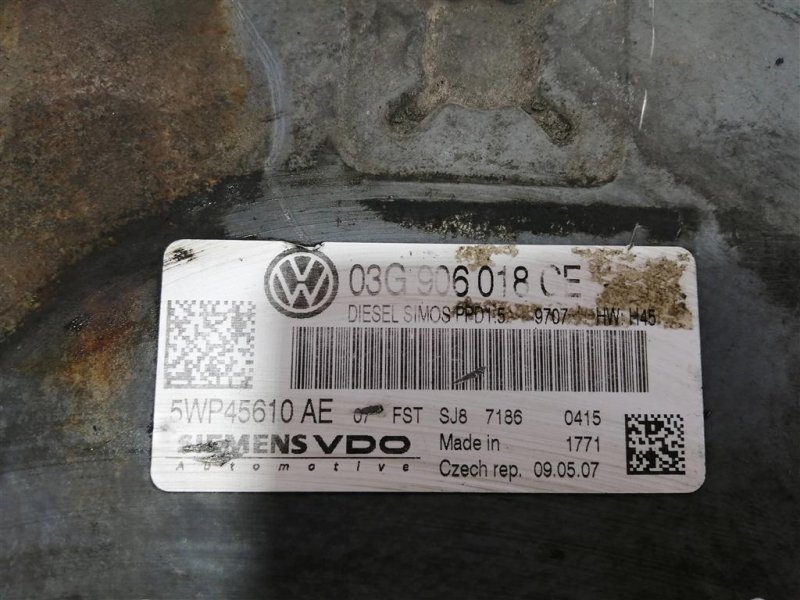 03G 906 018 CE
DIESEL SIMOS PPD1.5 9707 HW: H45
5WP45610 AE 07 FST SJ8 7186 0415
SIEMENS VDO Made in 1771
Automotive Czech rep. 09.05.07